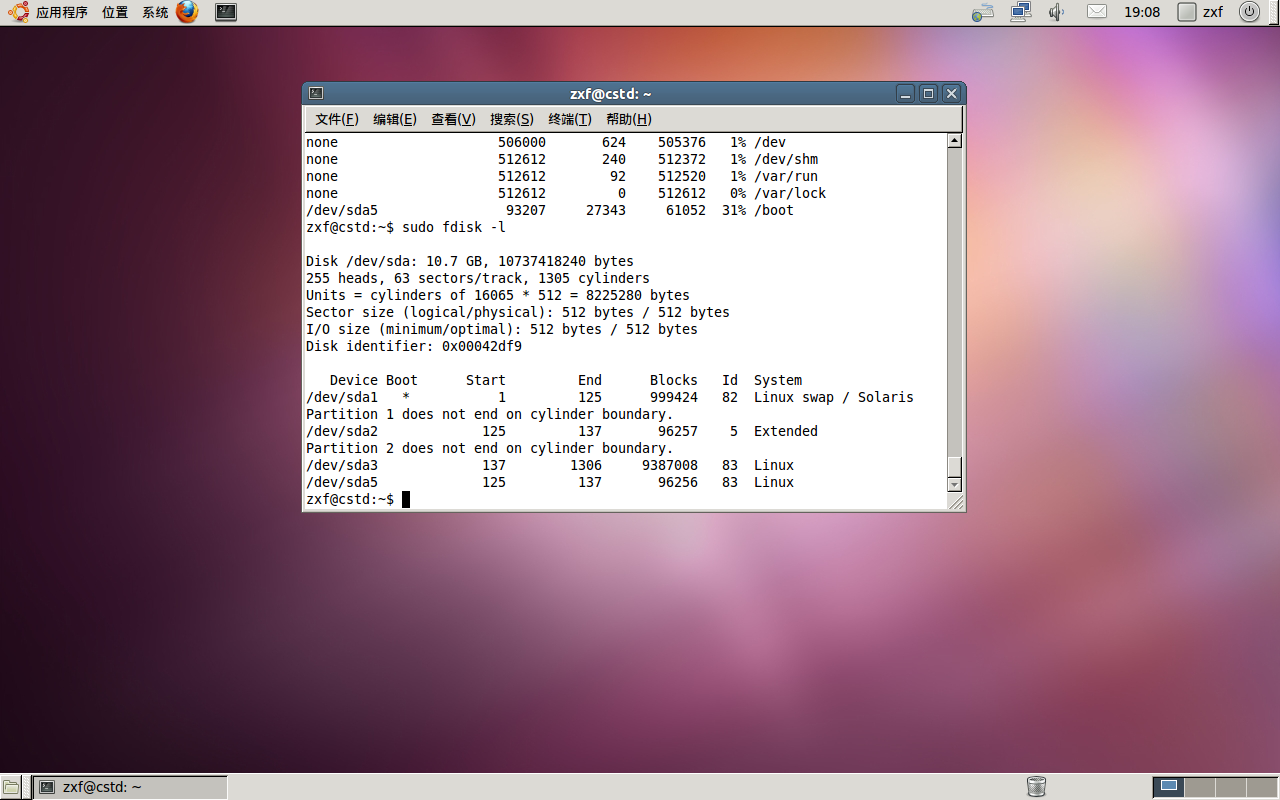 应用程序 位置 系统 19:08 zxf
zxf@cstd: ~
文件(F) 编辑(E) 查看(V) 搜索(S) 终端(T) 帮助(H)
none 506000 624 505376 1% /dev
none 512612 240 512372 1% /dev/shm
none 512612 92 512520 1% /var/run
none 512612 0 512612 0% /var/lock
/dev/sda5 93207 27343 61052 31% /boot
zxf@cstd:~$ sudo fdisk -l
Disk /dev/sda: 10.7 GB, 10737418240 bytes
255 heads, 63 sectors/track, 1305 cylinders
Units = cylinders of 16065 * 512 = 8225280 bytes
Sector size (logical/physical): 512 bytes / 512 bytes
I/O size (minimum/optimal): 512 bytes / 512 bytes
Disk identifier: 0x00042df9
Device Boot Start End Blocks Id System
/dev/sda1 * 1 125 999424 82 Linux swap / Solaris
Partition 1 does not end on cylinder boundary.
/dev/sda2 125 137 96257 5 Extended
Partition 2 does not end on cylinder boundary.
/dev/sda3 137 1306 9387008 83 Linux
/dev/sda5 125 137 96256 83 Linux
zxf@cstd:~$
zxf@cstd: ~